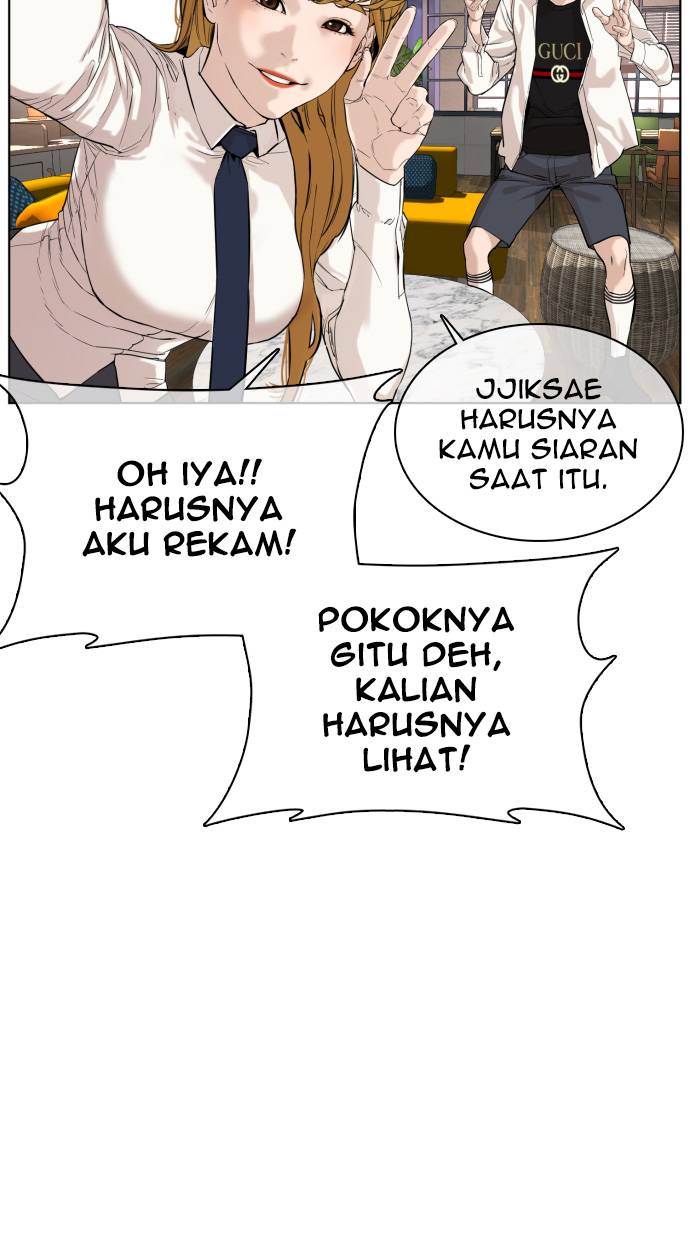 GUCI
JJIKSAE
HARUSNYA
KAMU SIARAN
SAAT ITU.
OH IYA!!
HARUSNYA
AKU REKAM!
POKOKNYA
GITU DEH,
KALIAN
HARUSNYA
LIHAT!